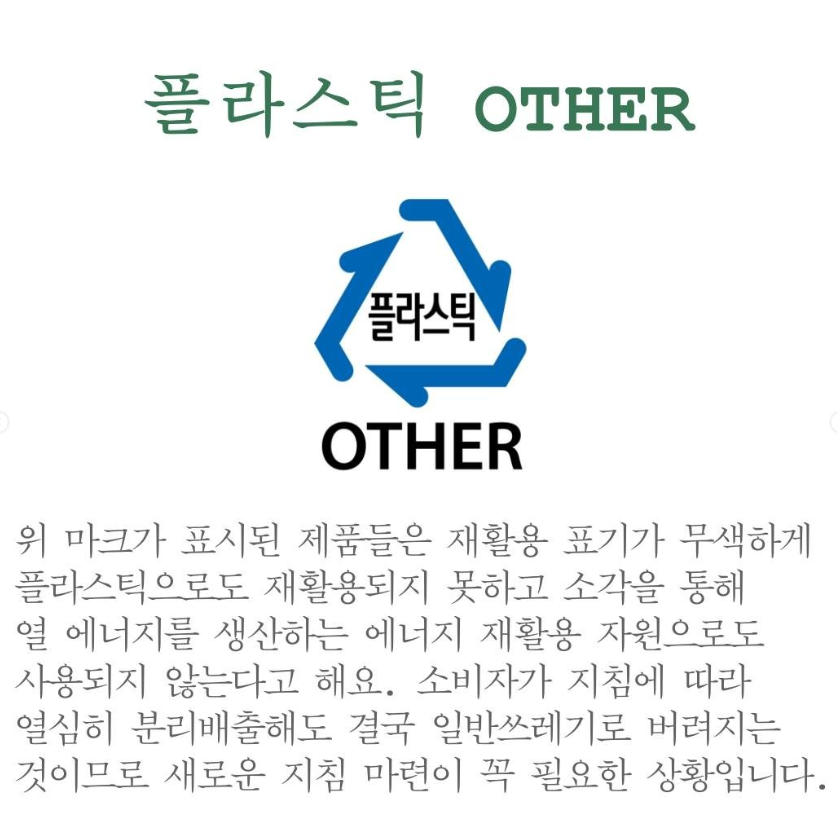 플라스틱 OTHER
플라스틱
OTHER
위 마크가 표시된 제품들은 재활용 표기가 무색하게
플라스틱으로도 재활용되지 못하고 소각을 통해
열 에너지를 생산하는 에너지 재활용 자원으로도
사용되지 않는다고 해요. 소비자가 지침에 따라
열심히 분리배출해도 결국 일반쓰레기로 버려지는
것이므로 새로운 지침 마련이 꼭 필요한 상황입니다.